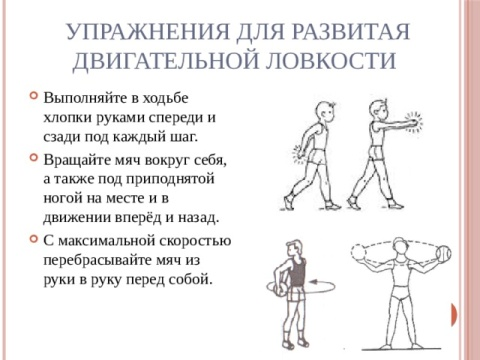 УПРАЖНЕНИЯ ДЛЯ РАЗВИТАЯ
ДВИГАТЕЛЬНОЙ ЛОВКОСТИ
Выполняйте в ходьбе
хлопки руками спереди и
сзади под каждый шаг.
Вращайте мяч вокруг себя,
а также под приподнятой
ногой на месте и в
движении вперёд и назад.
С максимальной скоростью
перебрасывайте мяч из
руки в руку перед собой.